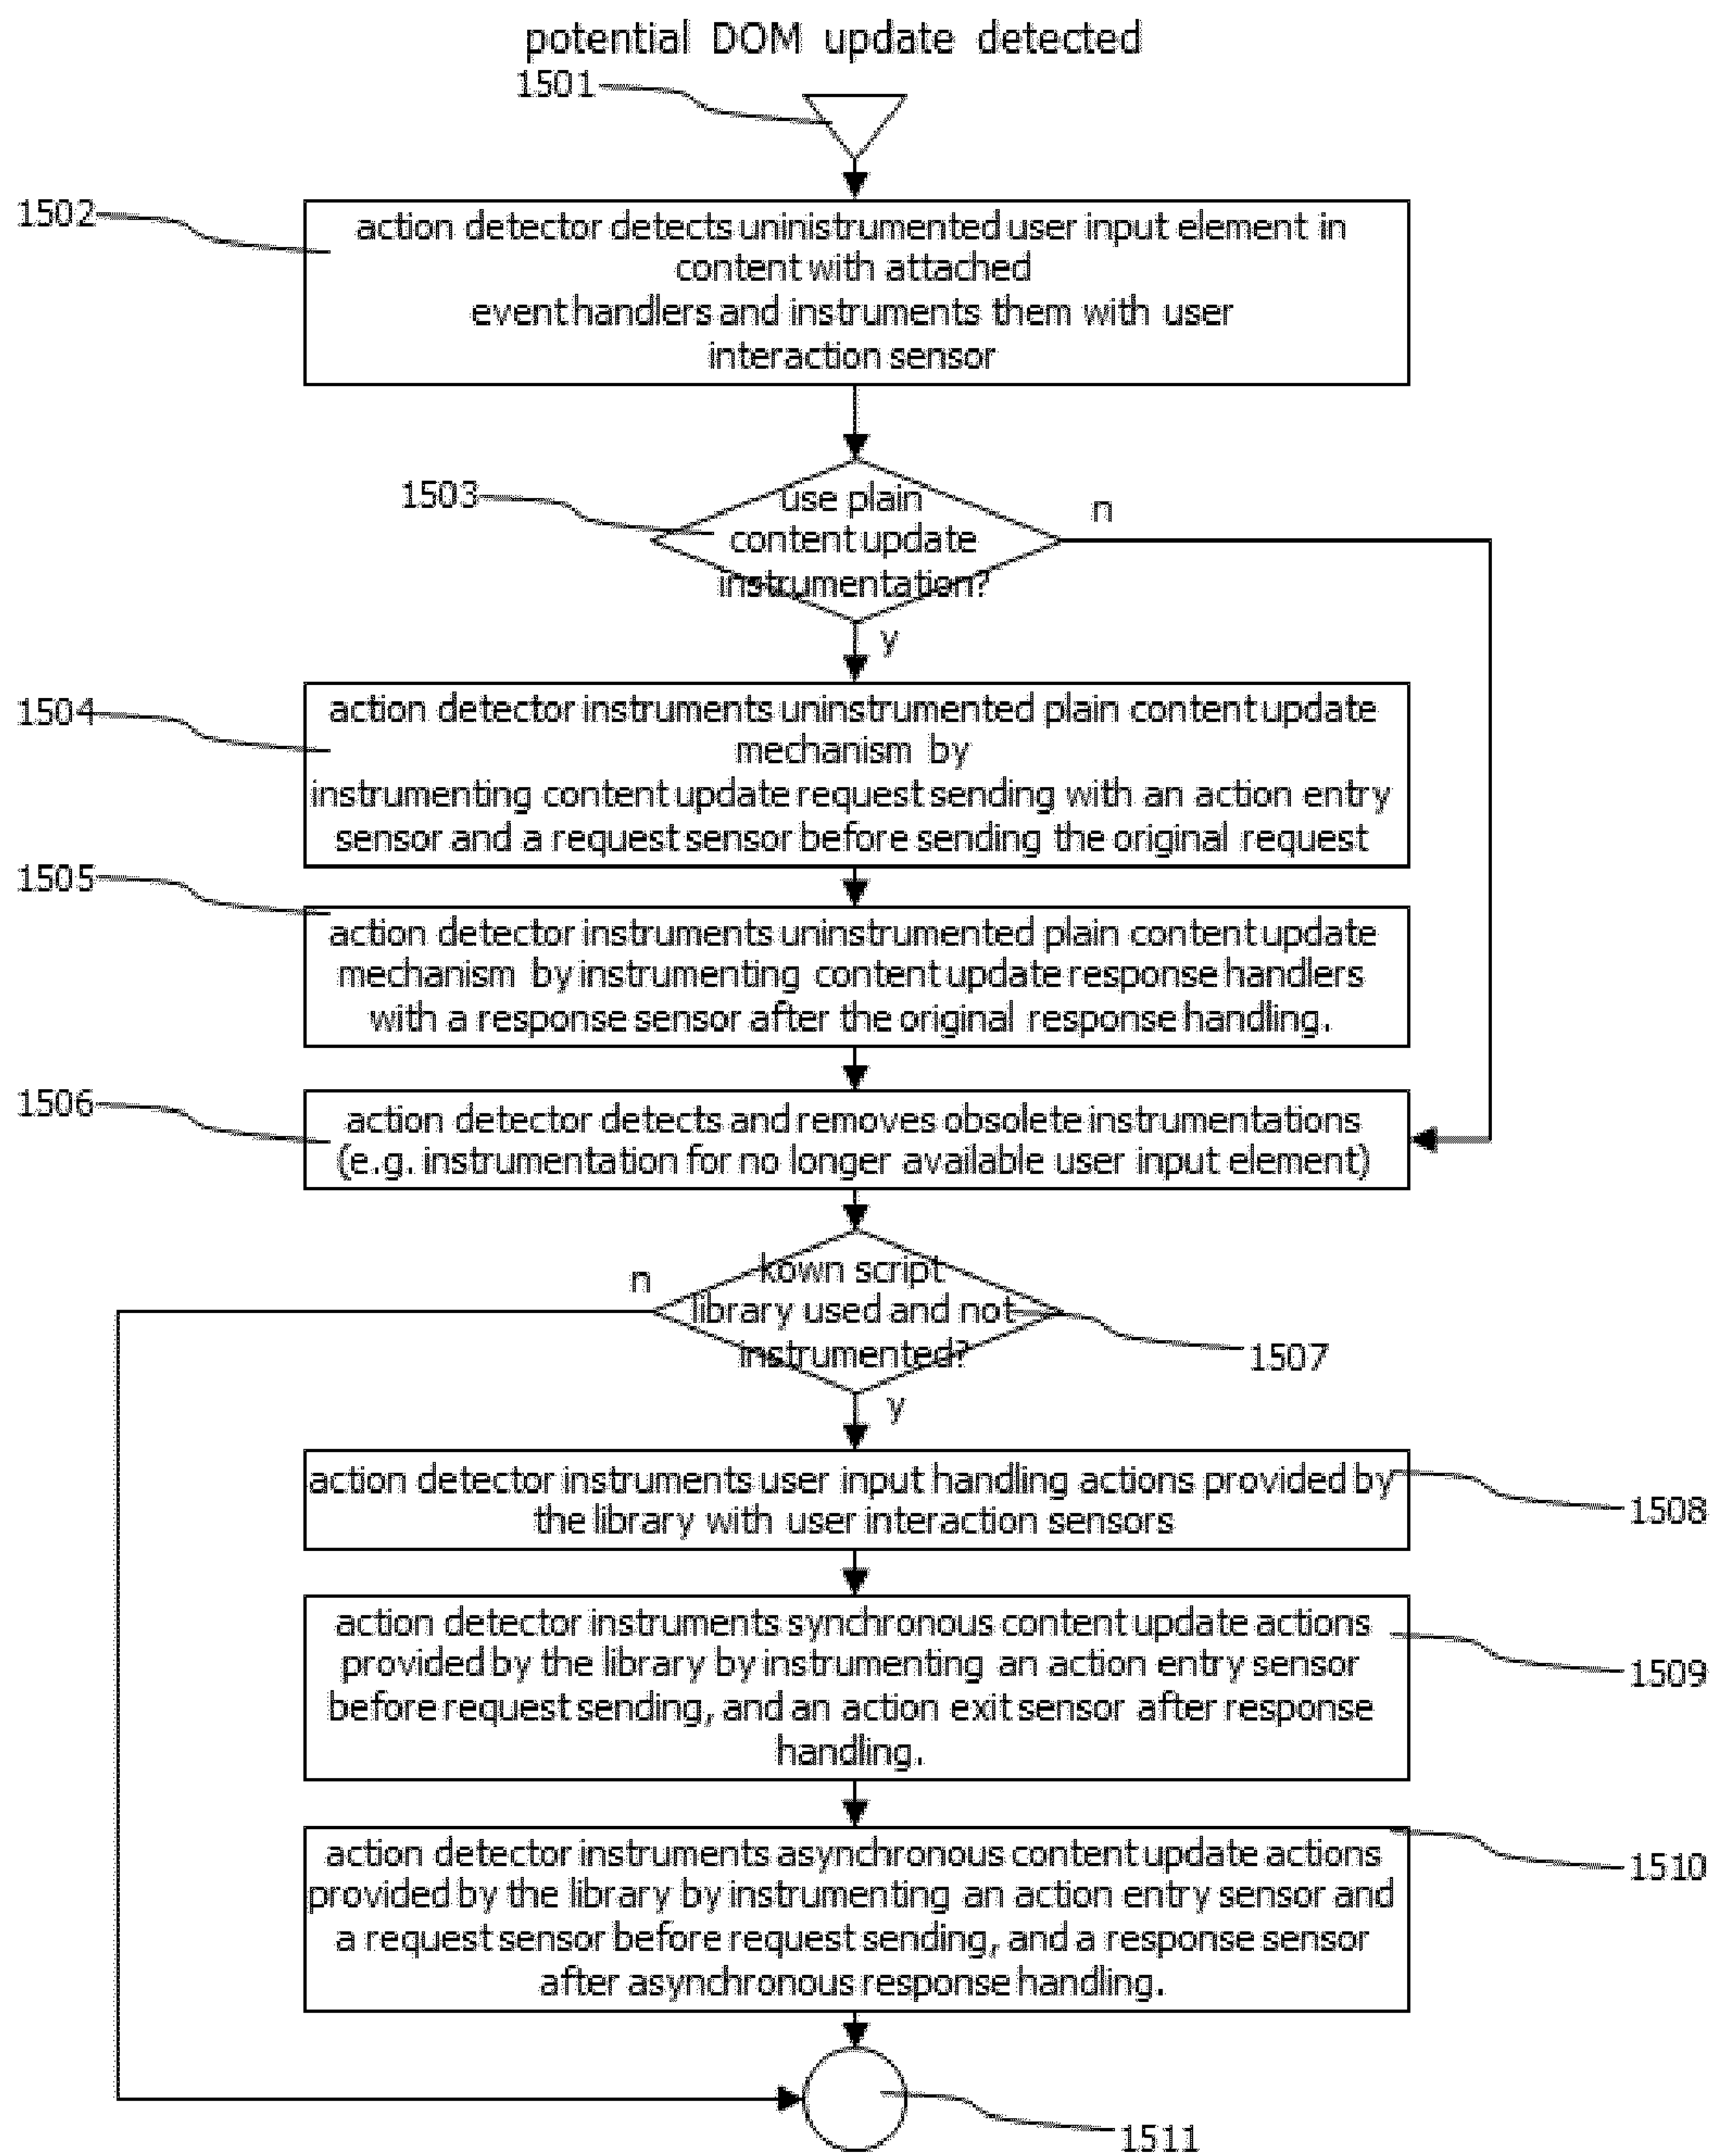 potential DOM update detected
1501
1502
action detector detects uninistrumented user input element in
content with attached
event handlers and instruments them with user
interaction sensor
1503
use plain
content update
instrumentation?
n
y
1504
action detector instruments uninstrumented plain content update
mechanism by
instrumenting content update request sending with an action entry
sensor and a request sensor before sending the original request
1505
action detector instruments uninstrumented plain content update
mechanism by instrumenting content update response handlers
with a response sensor after the original response handling.
1506
action detector detects and removes obsolete instrumentations
(e.g. instrumentation for no longer available user input element)
n
kown script
library used and not
instrumented?
1507
y
action detector instruments user input handling actions provided by
the library with user interaction sensors
1508
action detector instruments synchronous content update actions
provided by the library by instrumenting an action entry sensor
before request sending, and an action exit sensor after response
handling.
1509
action detector instruments asynchronous content update actions
provided by the library by instrumenting an action entry sensor and
a request sensor before request sending, and a response sensor
after asynchronous response handling.
1510
1511